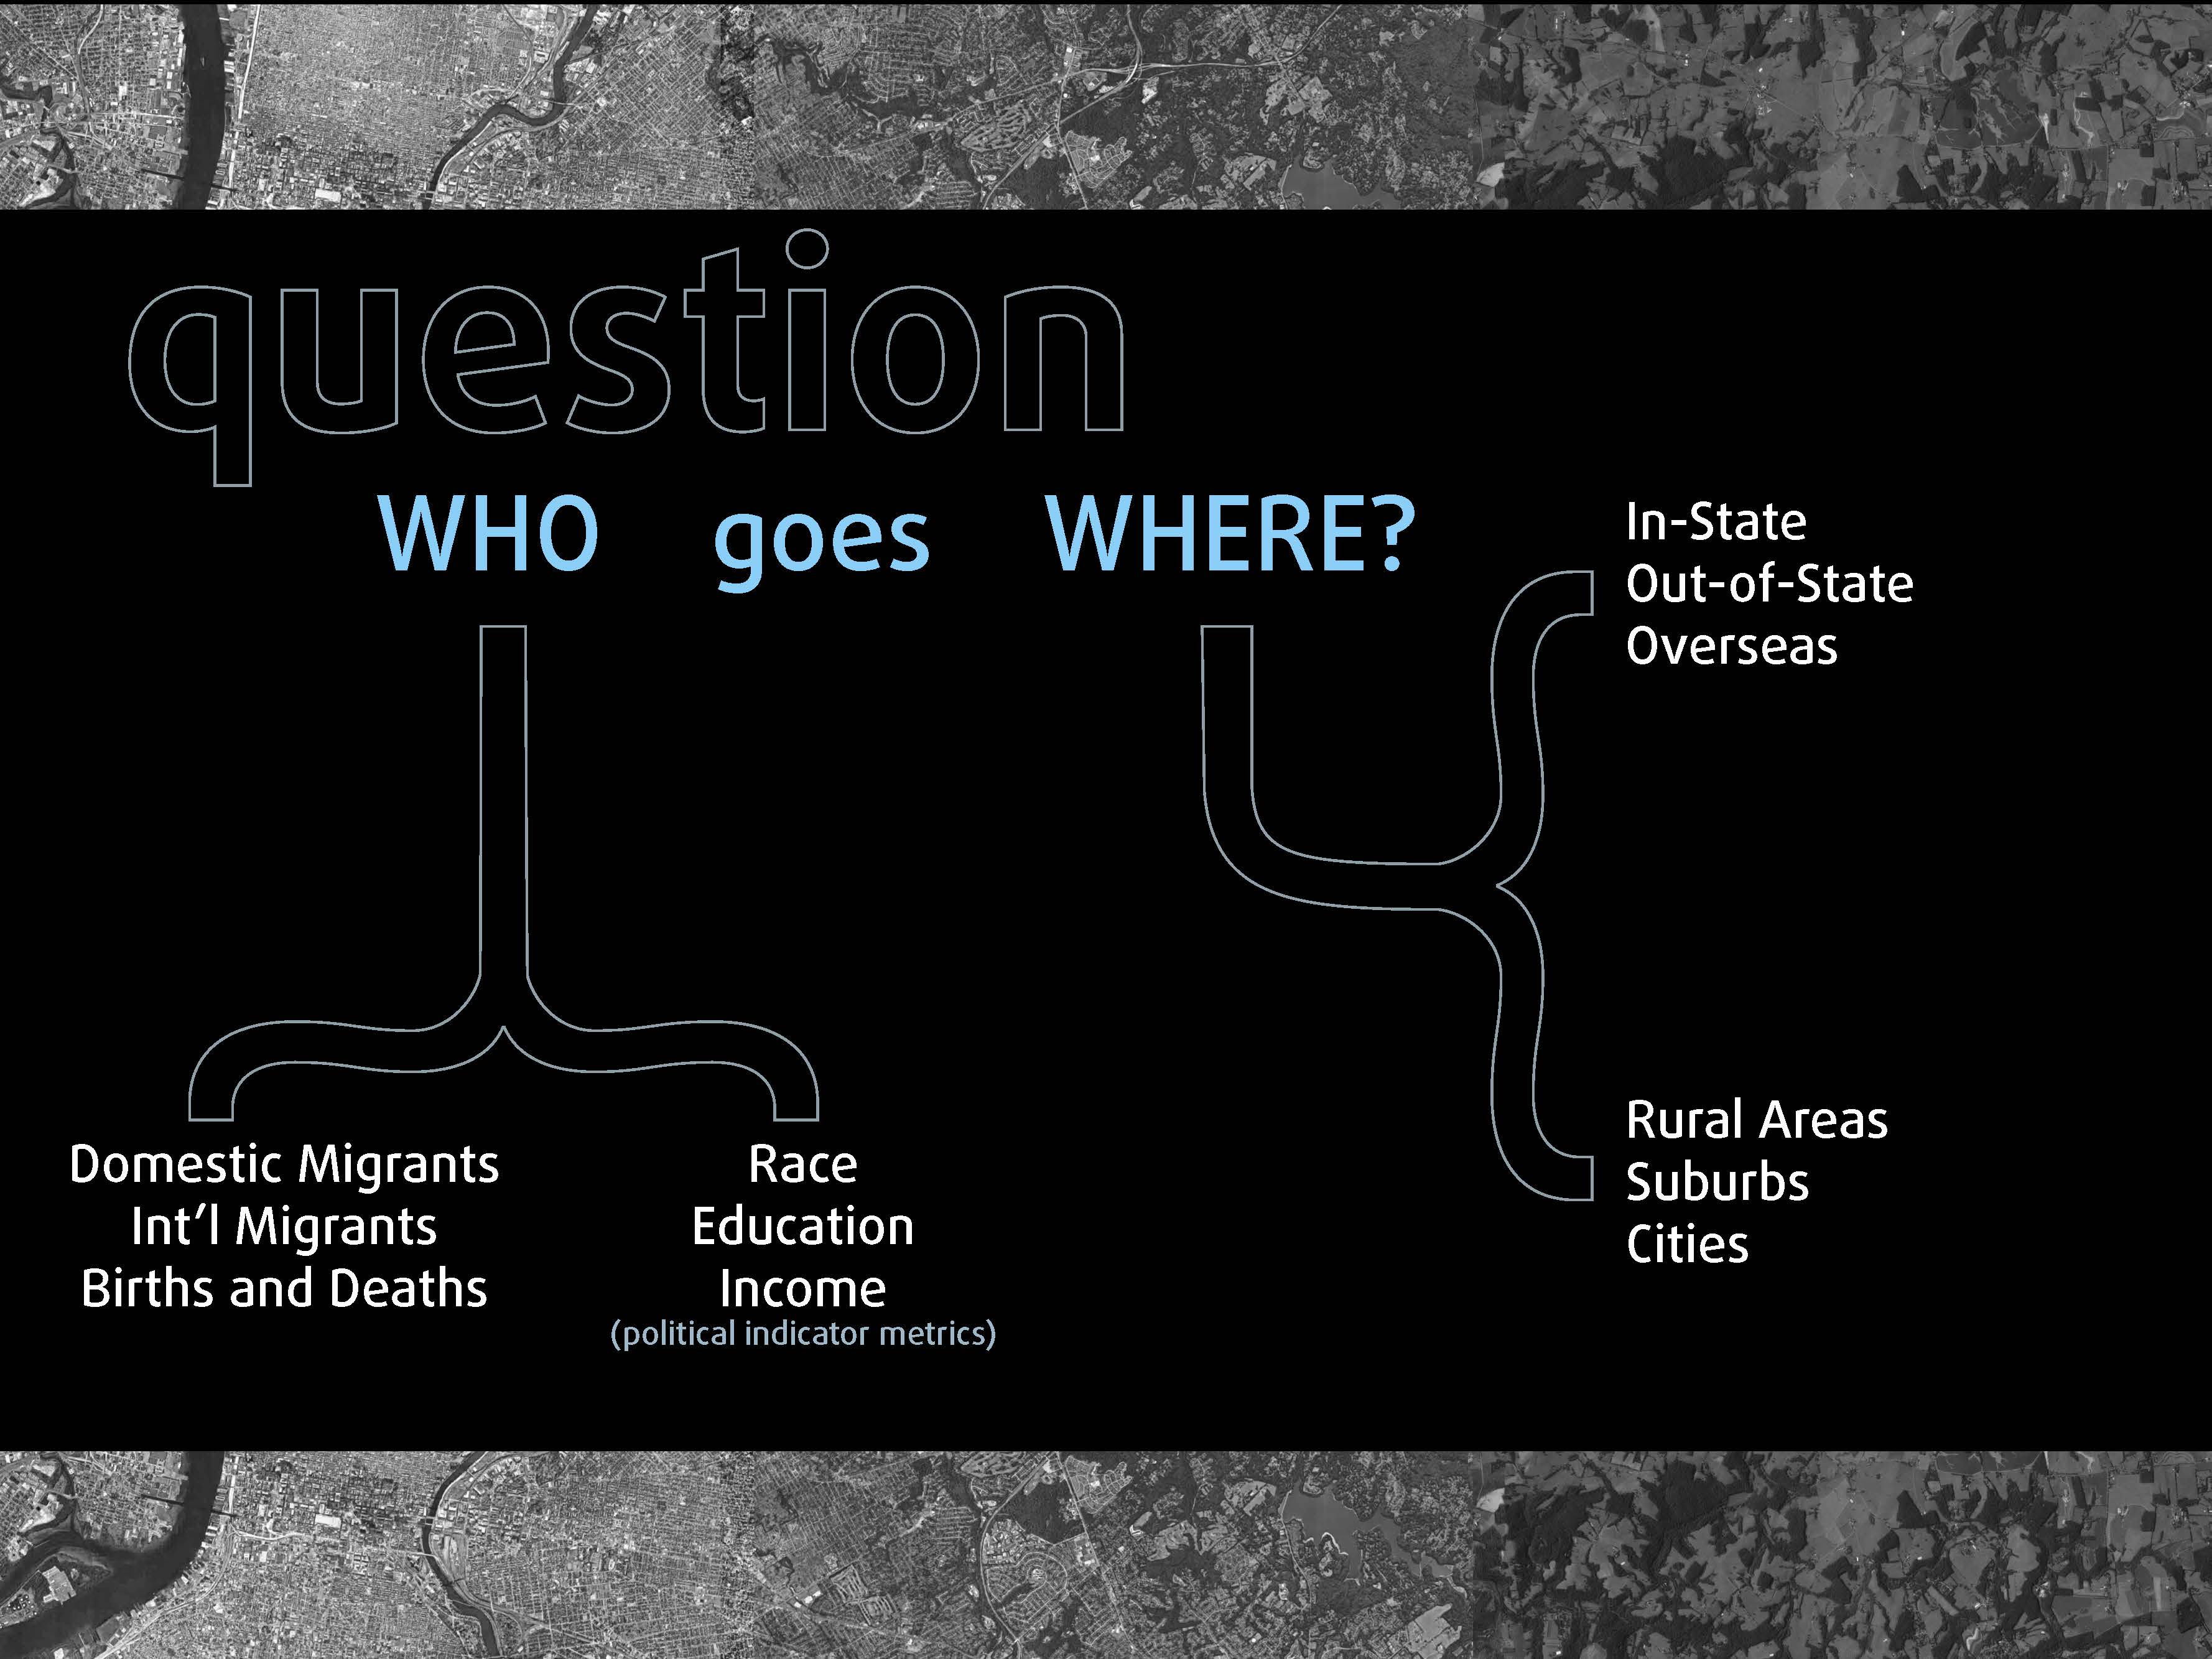 question
WHO goes WHERE?
In-State
Out-of-State
Overseas
Rural Areas
Suburbs
Cities
Domestic Migrants
Int'l Migrants
Births and Deaths
Race
Education
Income
(political indicator metrics)